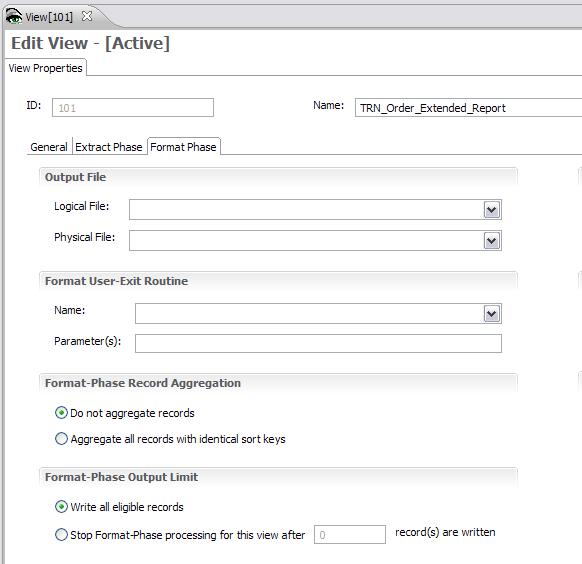 View[101]
Edit View - [Active]
View Properties
ID: 101 Name: TRN_Order_Extended_Report
General Extract Phase Format Phase
Output File
Logical File:
Physical File:
Format User-Exit Routine
Name:
Parameter(s):
Format-Phase Record Aggregation
Do not aggregate records
Aggregate all records with identical sort keys
Format-Phase Output Limit
Write all eligible records
Stop Format-Phase processing for this view after 0 record(s) are written